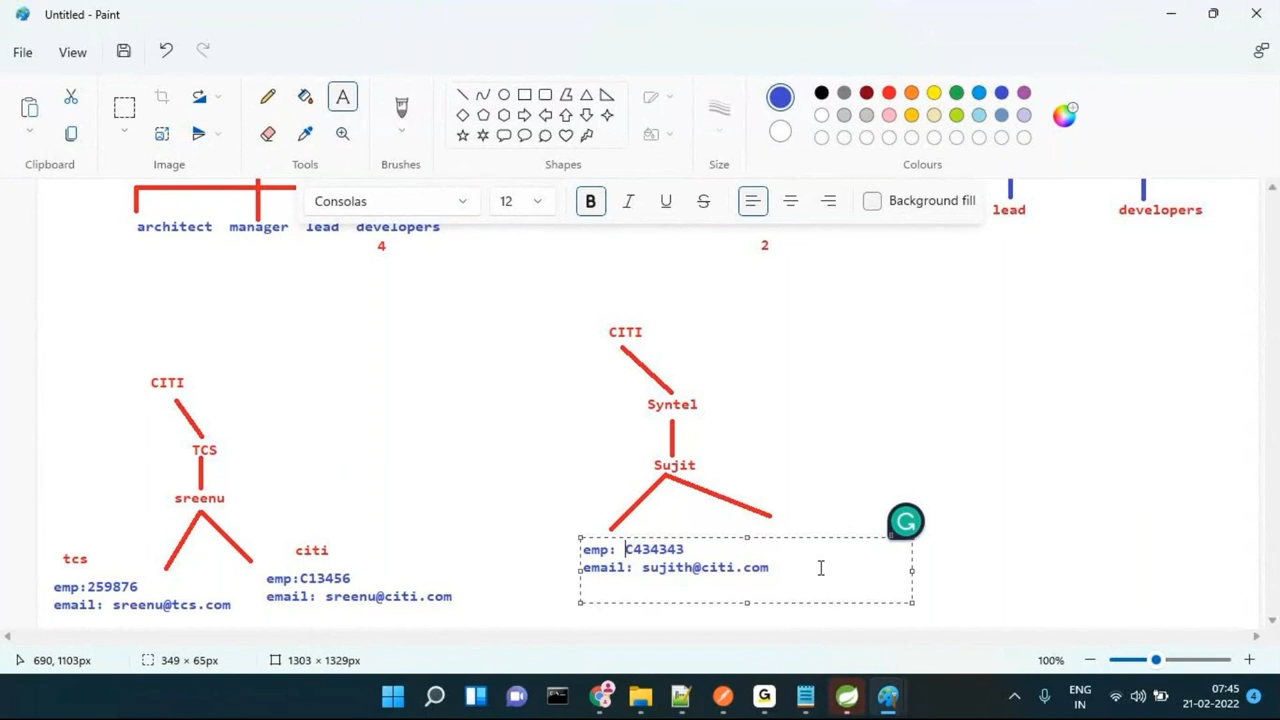 Untitled - Paint
File
View
Clipboard
Image
Tools
Brushes
Shapes
Size
Colours
Consolas
12
B
I
U
S
Background fill
architect manager lead developers
4
2
lead
developers
CITI
TCS
sreenu
tcs
emp:259876
email: sreenu@tcs.com
citi
emp:C13456
email: sreenu@citi.com
CITI
Syntel
Sujit
emp: C434343
email: sujith@citi.com
690, 1103px
349 × 65px
1303 × 1329px
100%
ENG
IN
07:45
21-02-2022
4